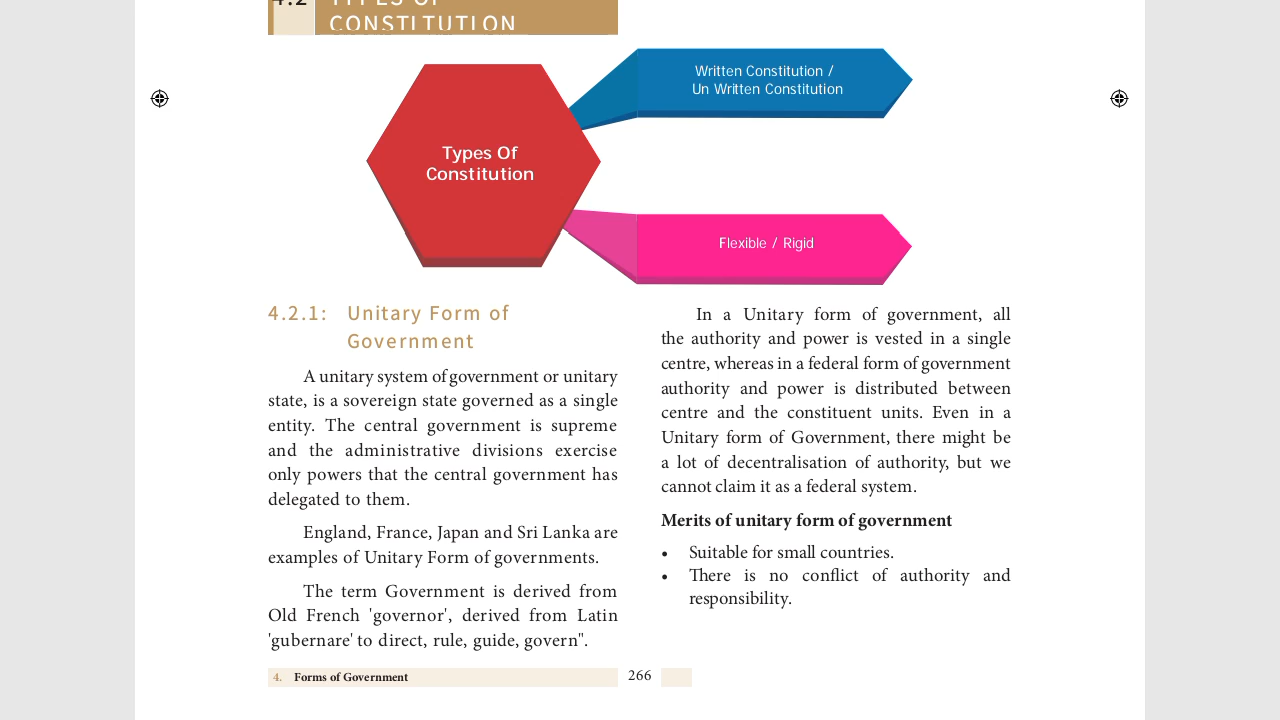 4.2 TYPES OF
CONSTITUTION
Written Constitution /
Un Written Constitution
Types Of
Constitution
Flexible / Rigid
4.2.1: Unitary Form of
Government
A unitary system of government or unitary
state, is a sovereign state governed as a single
entity. The central government is supreme
and the administrative divisions exercise
only powers that the central government has
delegated to them.
England, France, Japan and Sri Lanka are
examples of Unitary Form of governments.
The term Government is derived from
Old French 'governor', derived from Latin
'gubernare' to direct, rule, guide, govern".
In a Unitary form of government, all
the authority and power is vested in a single
centre, whereas in a federal form of government
authority and power is distributed between
centre and the constituent units. Even in a
Unitary form of Government, there might be
a lot of decentralisation of authority, but we
cannot claim it as a federal system.
Merits of unitary form of government
• Suitable for small countries.
• There is no conflict of authority and
responsibility.
4. Forms of Government
266